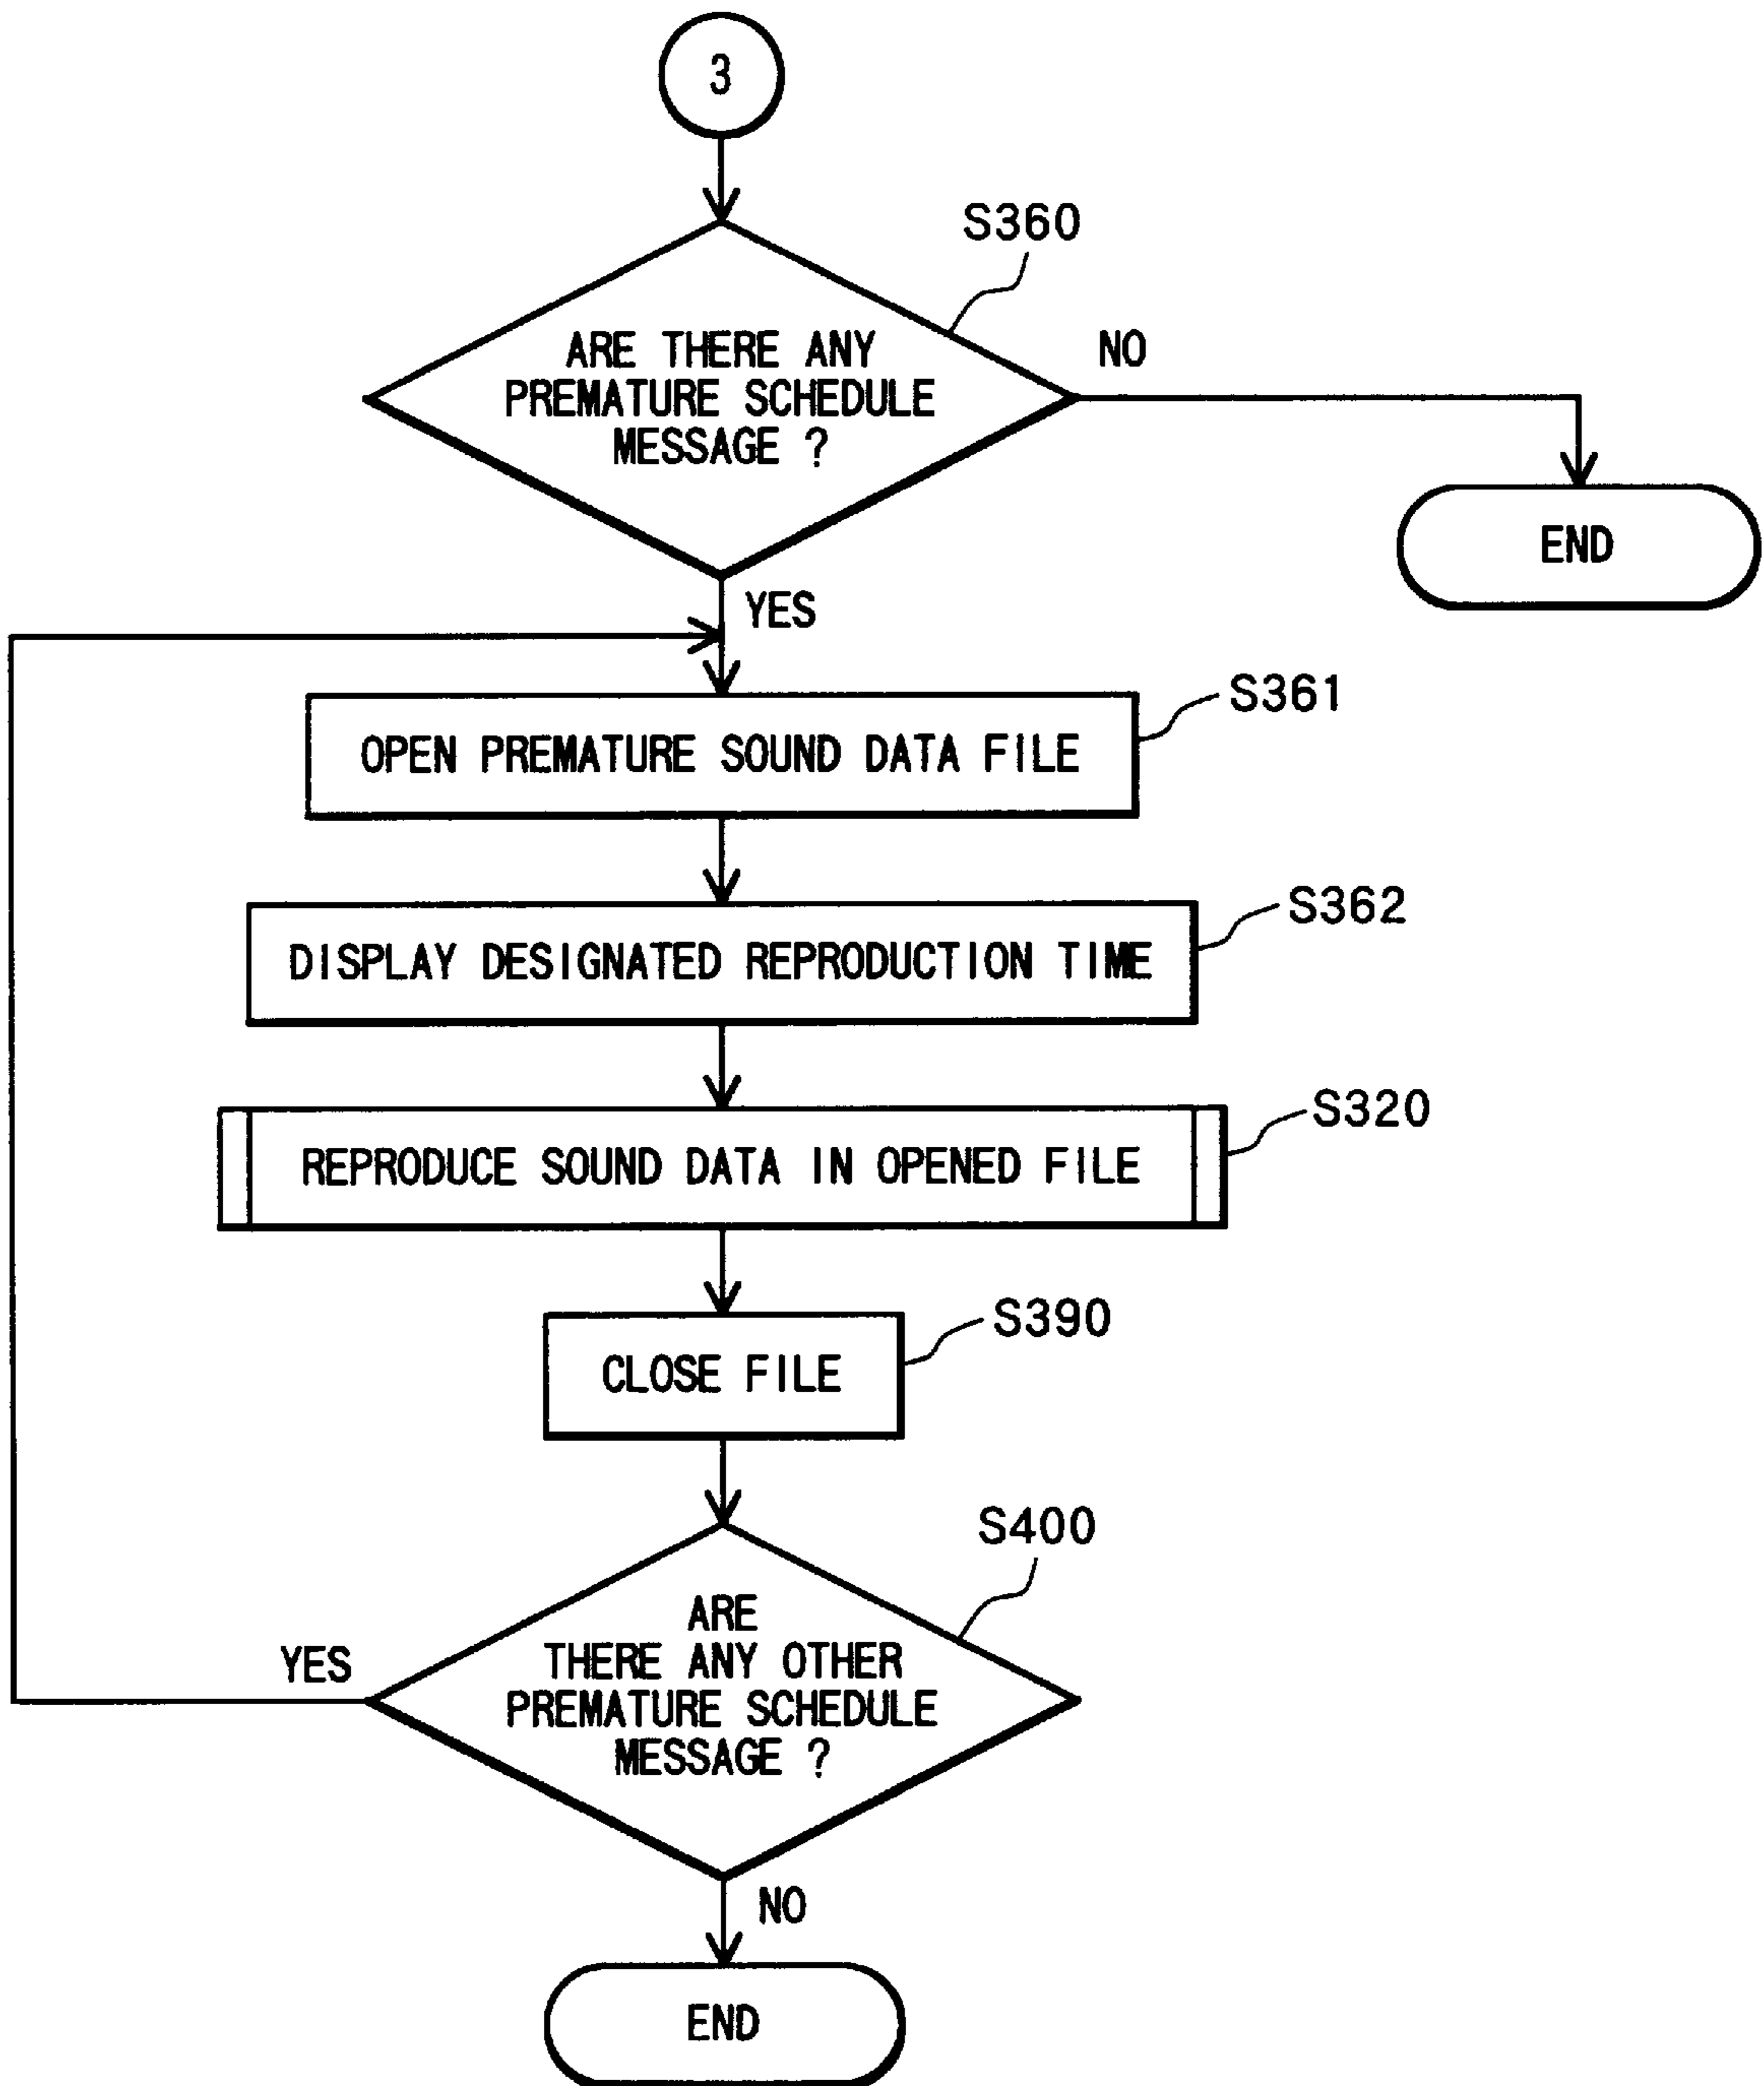 3
S360
ARE THERE ANY
PREMATURE SCHEDULE
MESSAGE ?
NO
END
YES
S361
OPEN PREMATURE SOUND DATA FILE
S362
DISPLAY DESIGNATED REPRODUCTION TIME
S320
REPRODUCE SOUND DATA IN OPENED FILE
S390
CLOSE FILE
S400
ARE
THERE ANY OTHER
PREMATURE SCHEDULE
MESSAGE ?
YES
NO
END